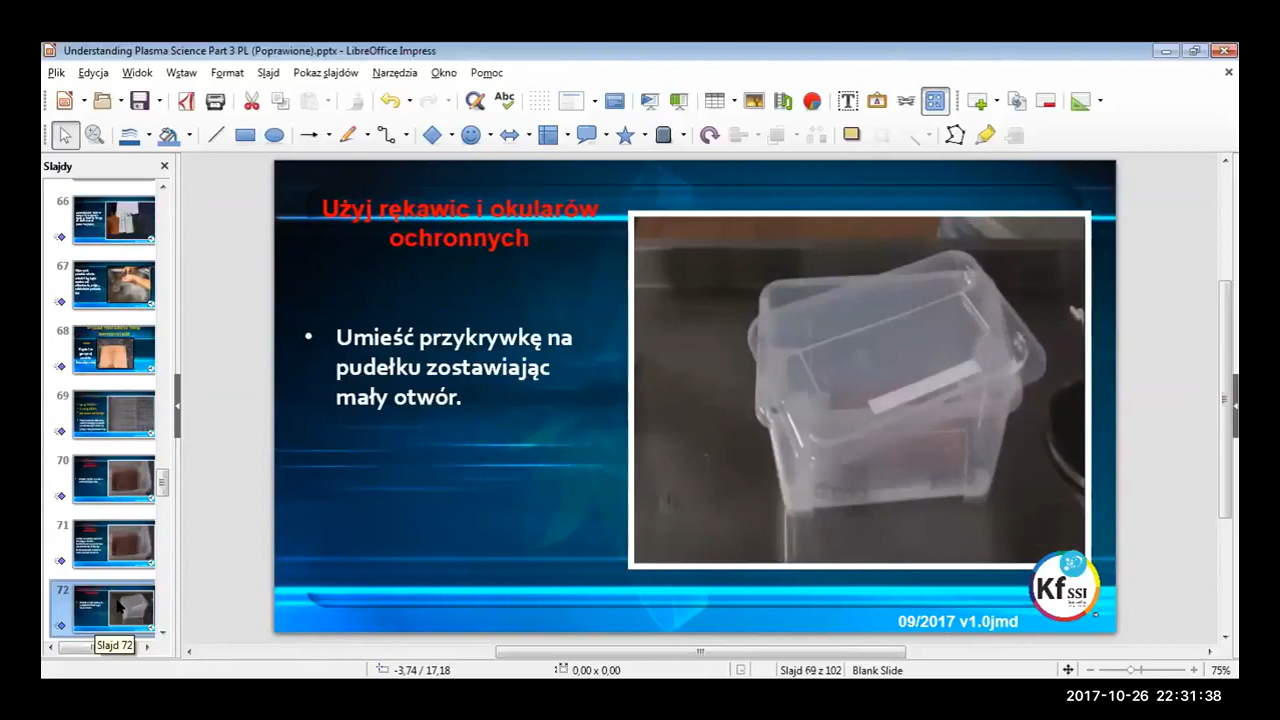 Understanding Plasma Science Part 3 PL (Poprawione).pptx - LibreOffice Impress
Plik Edycja Widok Wstaw Format Slajd Pokaz slajdów Narzędzia Okno Pomoc
Abc
Slajdy
66
67
68
69
70
71
72
Slajd 72
Użyj rękawic i okularów
ochronnych
• Umieść przykrywkę na
pudełku zostawiając
mały otwór.
Kf SSI
09/2017 v1.0jmd
-3,74 / 17,18
0,00 x 0,00
Slajd 69 z 102
Blank Slide
75%
2017-10-26 22:31:38